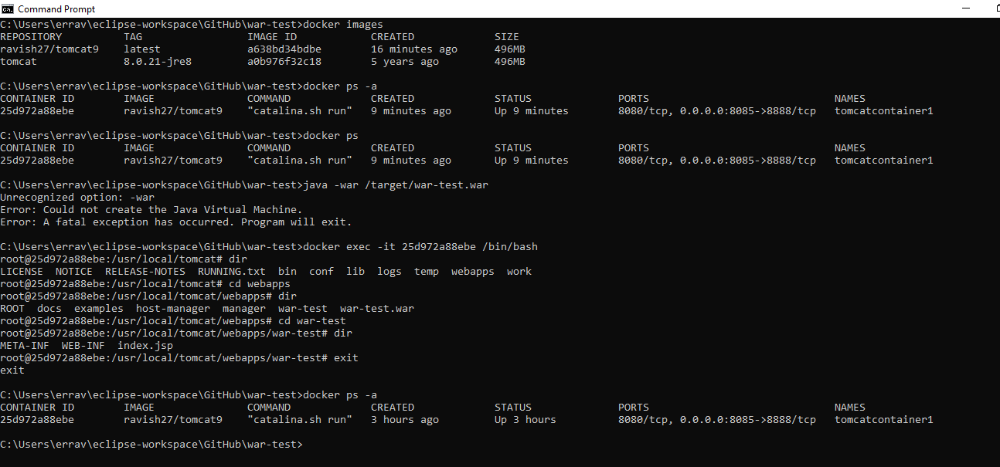 Command Prompt
C:\Users\errav\eclipse-workspace\GitHub\war-test>docker images
REPOSITORY          TAG                 IMAGE ID            CREATED             SIZE
ravish27/tomcat9    latest              a638bd34bdbe        16 minutes ago      496MB
tomcat              8.0.21-jre8         a0b976f32c18        5 years ago         496MB
C:\Users\errav\eclipse-workspace\GitHub\war-test>docker ps -a
CONTAINER ID        IMAGE               COMMAND             CREATED             STATUS              PORTS                              NAMES
25d972a88ebe        ravish27/tomcat9    "catalina.sh run"   9 minutes ago       Up 9 minutes        8080/tcp, 0.0.0.0:8085->8888/tcp   tomcatcontainer1
C:\Users\errav\eclipse-workspace\GitHub\war-test>docker ps
CONTAINER ID        IMAGE               COMMAND             CREATED             STATUS              PORTS                              NAMES
25d972a88ebe        ravish27/tomcat9    "catalina.sh run"   9 minutes ago       Up 9 minutes        8080/tcp, 0.0.0.0:8085->8888/tcp   tomcatcontainer1
C:\Users\errav\eclipse-workspace\GitHub\war-test>java -war /target/war-test.war
Unrecognized option: -war
Error: Could not create the Java Virtual Machine.
Error: A fatal exception has occurred. Program will exit.
C:\Users\errav\eclipse-workspace\GitHub\war-test>docker exec -it 25d972a88ebe /bin/bash
root@25d972a88ebe:/usr/local/tomcat# dir
LICENSE  NOTICE  RELEASE-NOTES  RUNNING.txt  bin  conf  lib  logs  temp  webapps  work
root@25d972a88ebe:/usr/local/tomcat# cd webapps
root@25d972a88ebe:/usr/local/tomcat/webapps# dir
ROOT  docs  examples  host-manager  manager  war-test  war-test.war
root@25d972a88ebe:/usr/local/tomcat/webapps# cd war-test
root@25d972a88ebe:/usr/local/tomcat/webapps/war-test# dir
META-INF  WEB-INF  index.jsp
root@25d972a88ebe:/usr/local/tomcat/webapps/war-test# exit
exit
C:\Users\errav\eclipse-workspace\GitHub\war-test>docker ps -a
CONTAINER ID        IMAGE               COMMAND             CREATED             STATUS              PORTS                              NAMES
25d972a88ebe        ravish27/tomcat9    "catalina.sh run"   3 hours ago         Up 3 hours          8080/tcp, 0.0.0.0:8085->8888/tcp   tomcatcontainer1
C:\Users\errav\eclipse-workspace\GitHub\war-test>